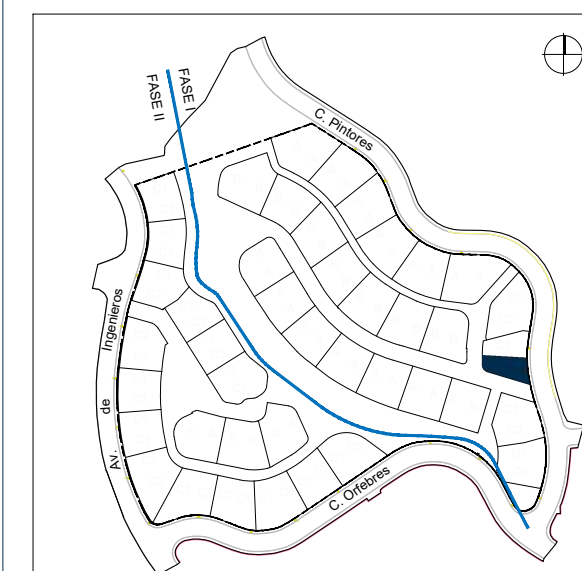 FASE I
FASE II
C. Pintores
Av. de Ingenieros
C. Orfebres